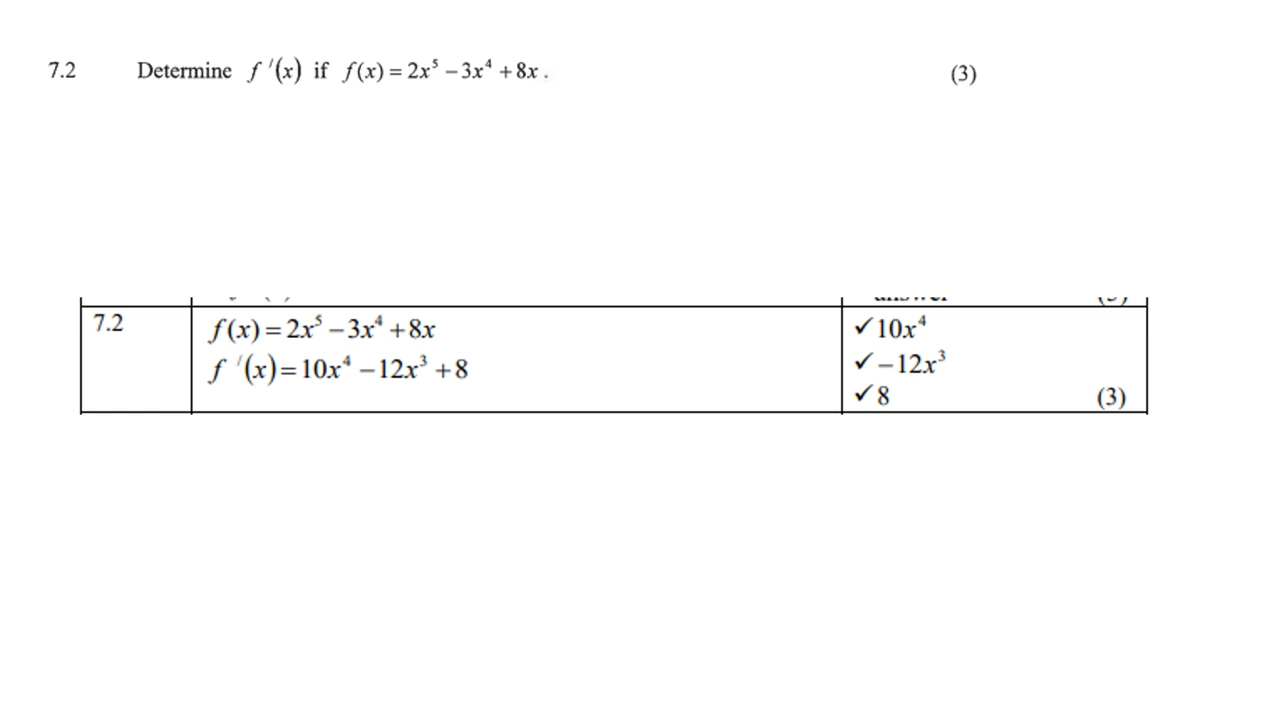 7.2 Determine f ′(x) if f(x) = 2x⁵ − 3x⁴ + 8x . (3)
7.2 f(x) = 2x⁵ − 3x⁴ + 8x ✓ 10x⁴
f ′(x) = 10x⁴ − 12x³ + 8 ✓ − 12x³
✓ 8 (3)